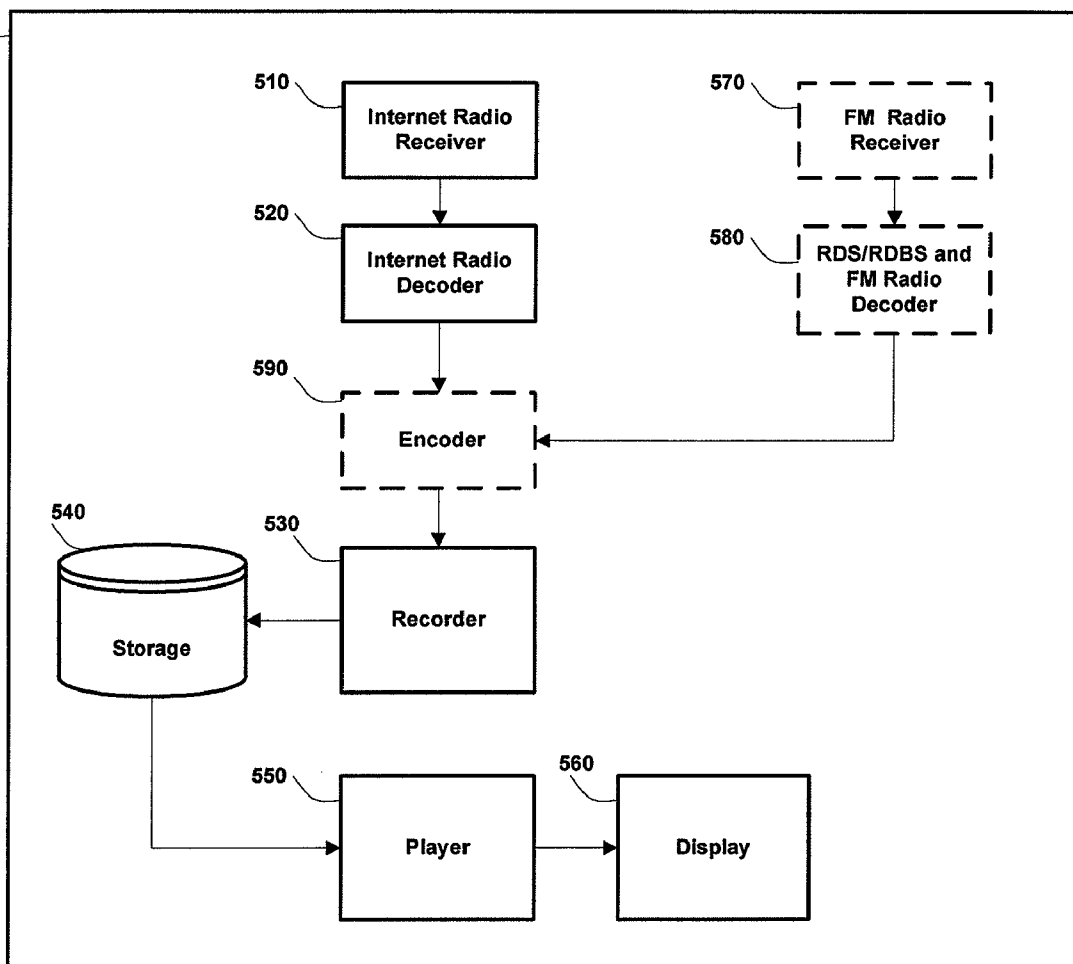 510
Internet Radio
Receiver
570
FM Radio
Receiver
520
Internet Radio
Decoder
580
RDS/RDBS and
FM Radio
Decoder
590
Encoder
540
Storage
530
Recorder
550
Player
560
Display